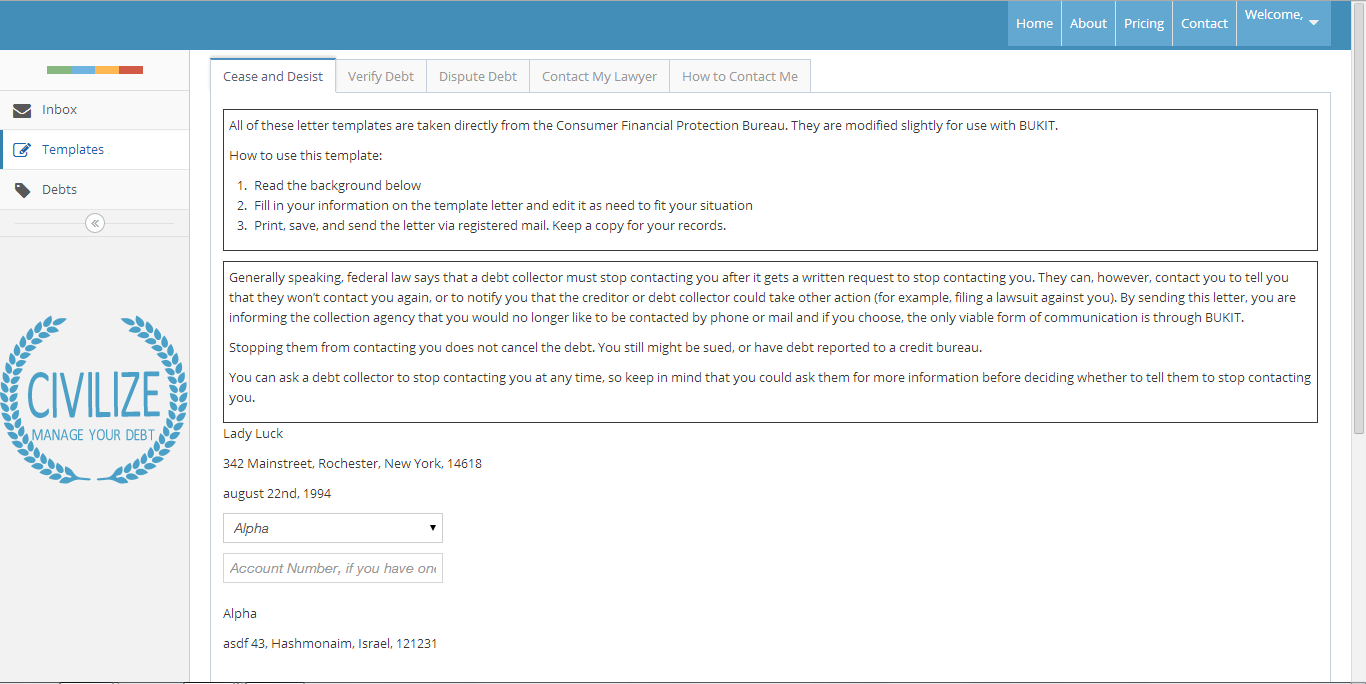 Home
About
Pricing
Contact
Welcome,
Inbox
Templates
Debts
CIVILIZE
MANAGE YOUR DEBT
Cease and Desist
Verify Debt
Dispute Debt
Contact My Lawyer
How to Contact Me
All of these letter templates are taken directly from the Consumer Financial Protection Bureau. They are modified slightly for use with BUKIT.
How to use this template:
1. Read the background below
2. Fill in your information on the template letter and edit it as need to fit your situation
3. Print, save, and send the letter via registered mail. Keep a copy for your records.
Generally speaking, federal law says that a debt collector must stop contacting you after it gets a written request to stop contacting you. They can, however, contact you to tell you
that they won't contact you again, or to notify you that the creditor or debt collector could take other action (for example, filing a lawsuit against you). By sending this letter, you are
informing the collection agency that you would no longer like to be contacted by phone or mail and if you choose, the only viable form of communication is through BUKIT.
Stopping them from contacting you does not cancel the debt. You still might be sued, or have debt reported to a credit bureau.
You can ask a debt collector to stop contacting you at any time, so keep in mind that you could ask them for more information before deciding whether to tell them to stop contacting
you.
Lady Luck
342 Mainstreet, Rochester, New York, 14618
august 22nd, 1994
Alpha
Account Number, if you have one
Alpha
asdf 43, Hashmonaim, Israel, 121231